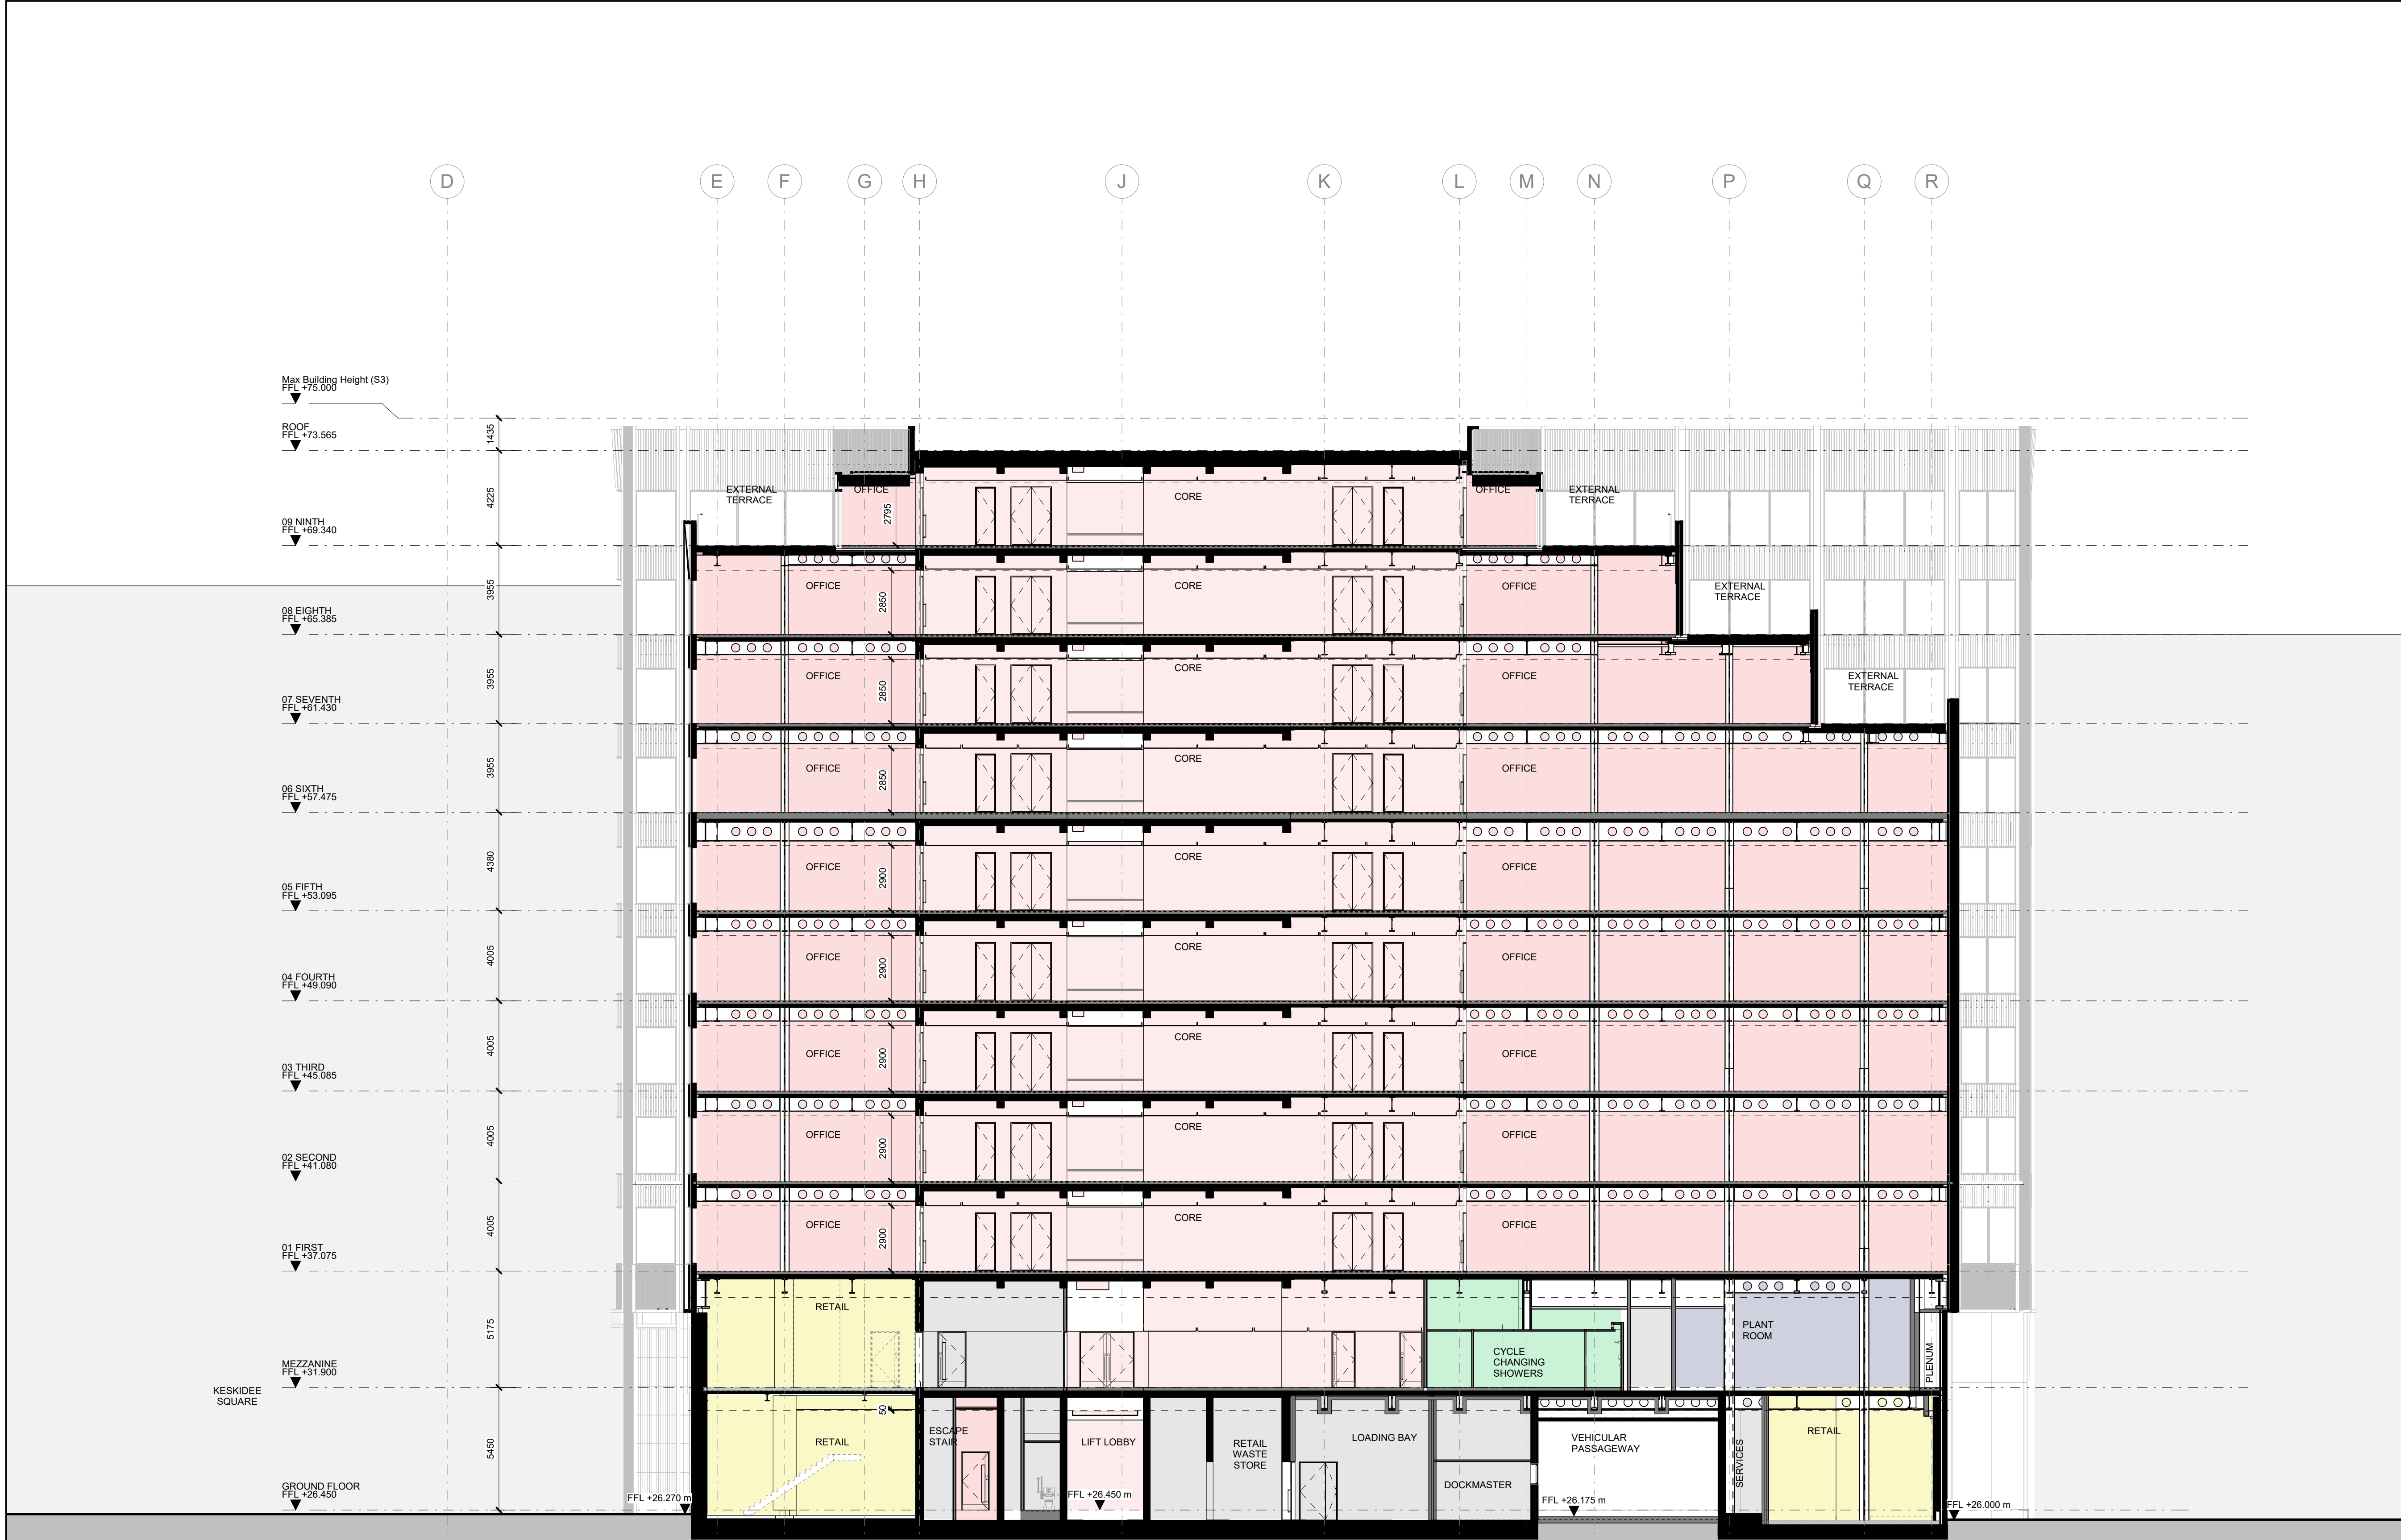 D E F G H J K L M N P Q R
Max Building Height (S3)
FFL +75.000
1435
ROOF
FFL +73.565
4225
EXTERNAL
TERRACE
OFFICE
2795
CORE
OFFICE
EXTERNAL
TERRACE
09 NINTH
FFL +69.340
3955
OFFICE
2850
CORE
OFFICE
EXTERNAL
TERRACE
08 EIGHTH
FFL +65.385
3955
OFFICE
2850
CORE
OFFICE
EXTERNAL
TERRACE
07 SEVENTH
FFL +61.430
3955
OFFICE
2850
CORE
OFFICE
06 SIXTH
FFL +57.475
4380
OFFICE
2900
CORE
OFFICE
05 FIFTH
FFL +53.095
4005
OFFICE
2900
CORE
OFFICE
04 FOURTH
FFL +49.090
4005
OFFICE
2900
CORE
OFFICE
03 THIRD
FFL +45.085
4005
OFFICE
2900
CORE
OFFICE
02 SECOND
FFL +41.080
4005
OFFICE
2900
CORE
OFFICE
01 FIRST
FFL +37.075
5175
RETAIL
CYCLE
CHANGING
SHOWERS
PLANT
ROOM
PLENUM
MEZZANINE
FFL +31.900
KESKIDEE
SQUARE
5450
50
RETAIL
ESCAPE
STAIR
LIFT LOBBY
RETAIL
WASTE
STORE
LOADING BAY
DOCKMASTER
VEHICULAR
PASSAGEWAY
SERVICES
RETAIL
GROUND FLOOR
FFL +26.450
FFL +26.270 m
FFL +26.450 m
FFL +26.175 m
FFL +26.000 m